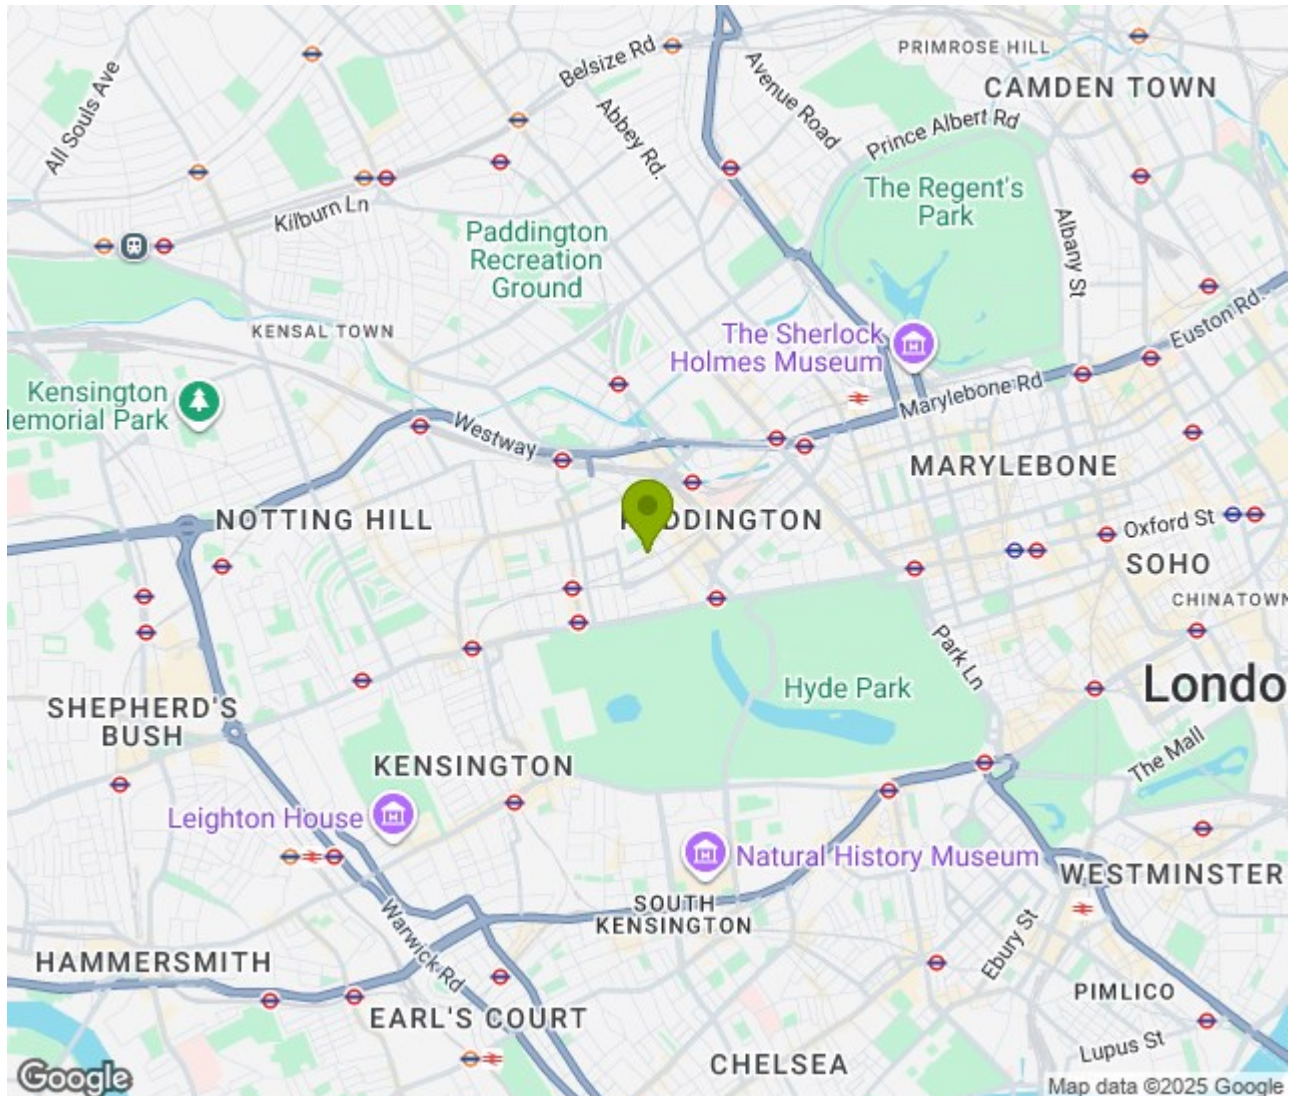 PRIMROSE HILL
CAMDEN TOWN
Belsize Rd
Avenue Road
All Souls Ave
Abbey Rd.
Prince Albert Rd
The Regent's
Park
Kilburn Ln
Albany St
Paddington
Recreation
Ground
Euston Rd.
KENSAL TOWN
The Sherlock
Holmes Museum
Kensington
emorial Park
Marylebone Rd
Westway
MARYLEBONE
NOTTING HILL
DDINGTON
Oxford St
SOHO
CHINATOWN
Park Ln
Hyde Park
Londo
SHEPHERD'S
BUSH
The Mall
KENSINGTON
Leighton House
Natural History Museum
WESTMINSTER
SOUTH
KENSINGTON
Warwick Rd
Ebury St
HAMMERSMITH
PIMLICO
EARL'S COURT
Lupus St
CHELSEA
Google
Map data ©2025 Google